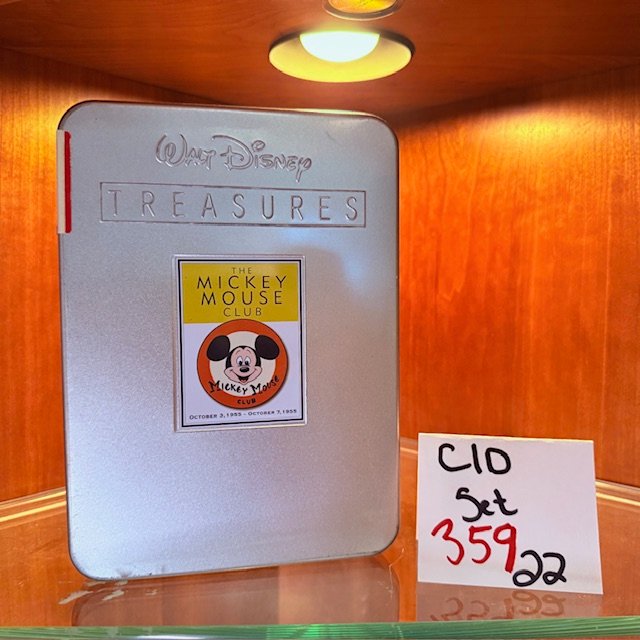 WALT DISNEY
TREASURES
THE
MICKEY
MOUSE
CLUB
MICKEY MOUSE
CLUB
OCTOBER 3, 1955 - OCTOBER 7, 1955
C10
Set
359
22